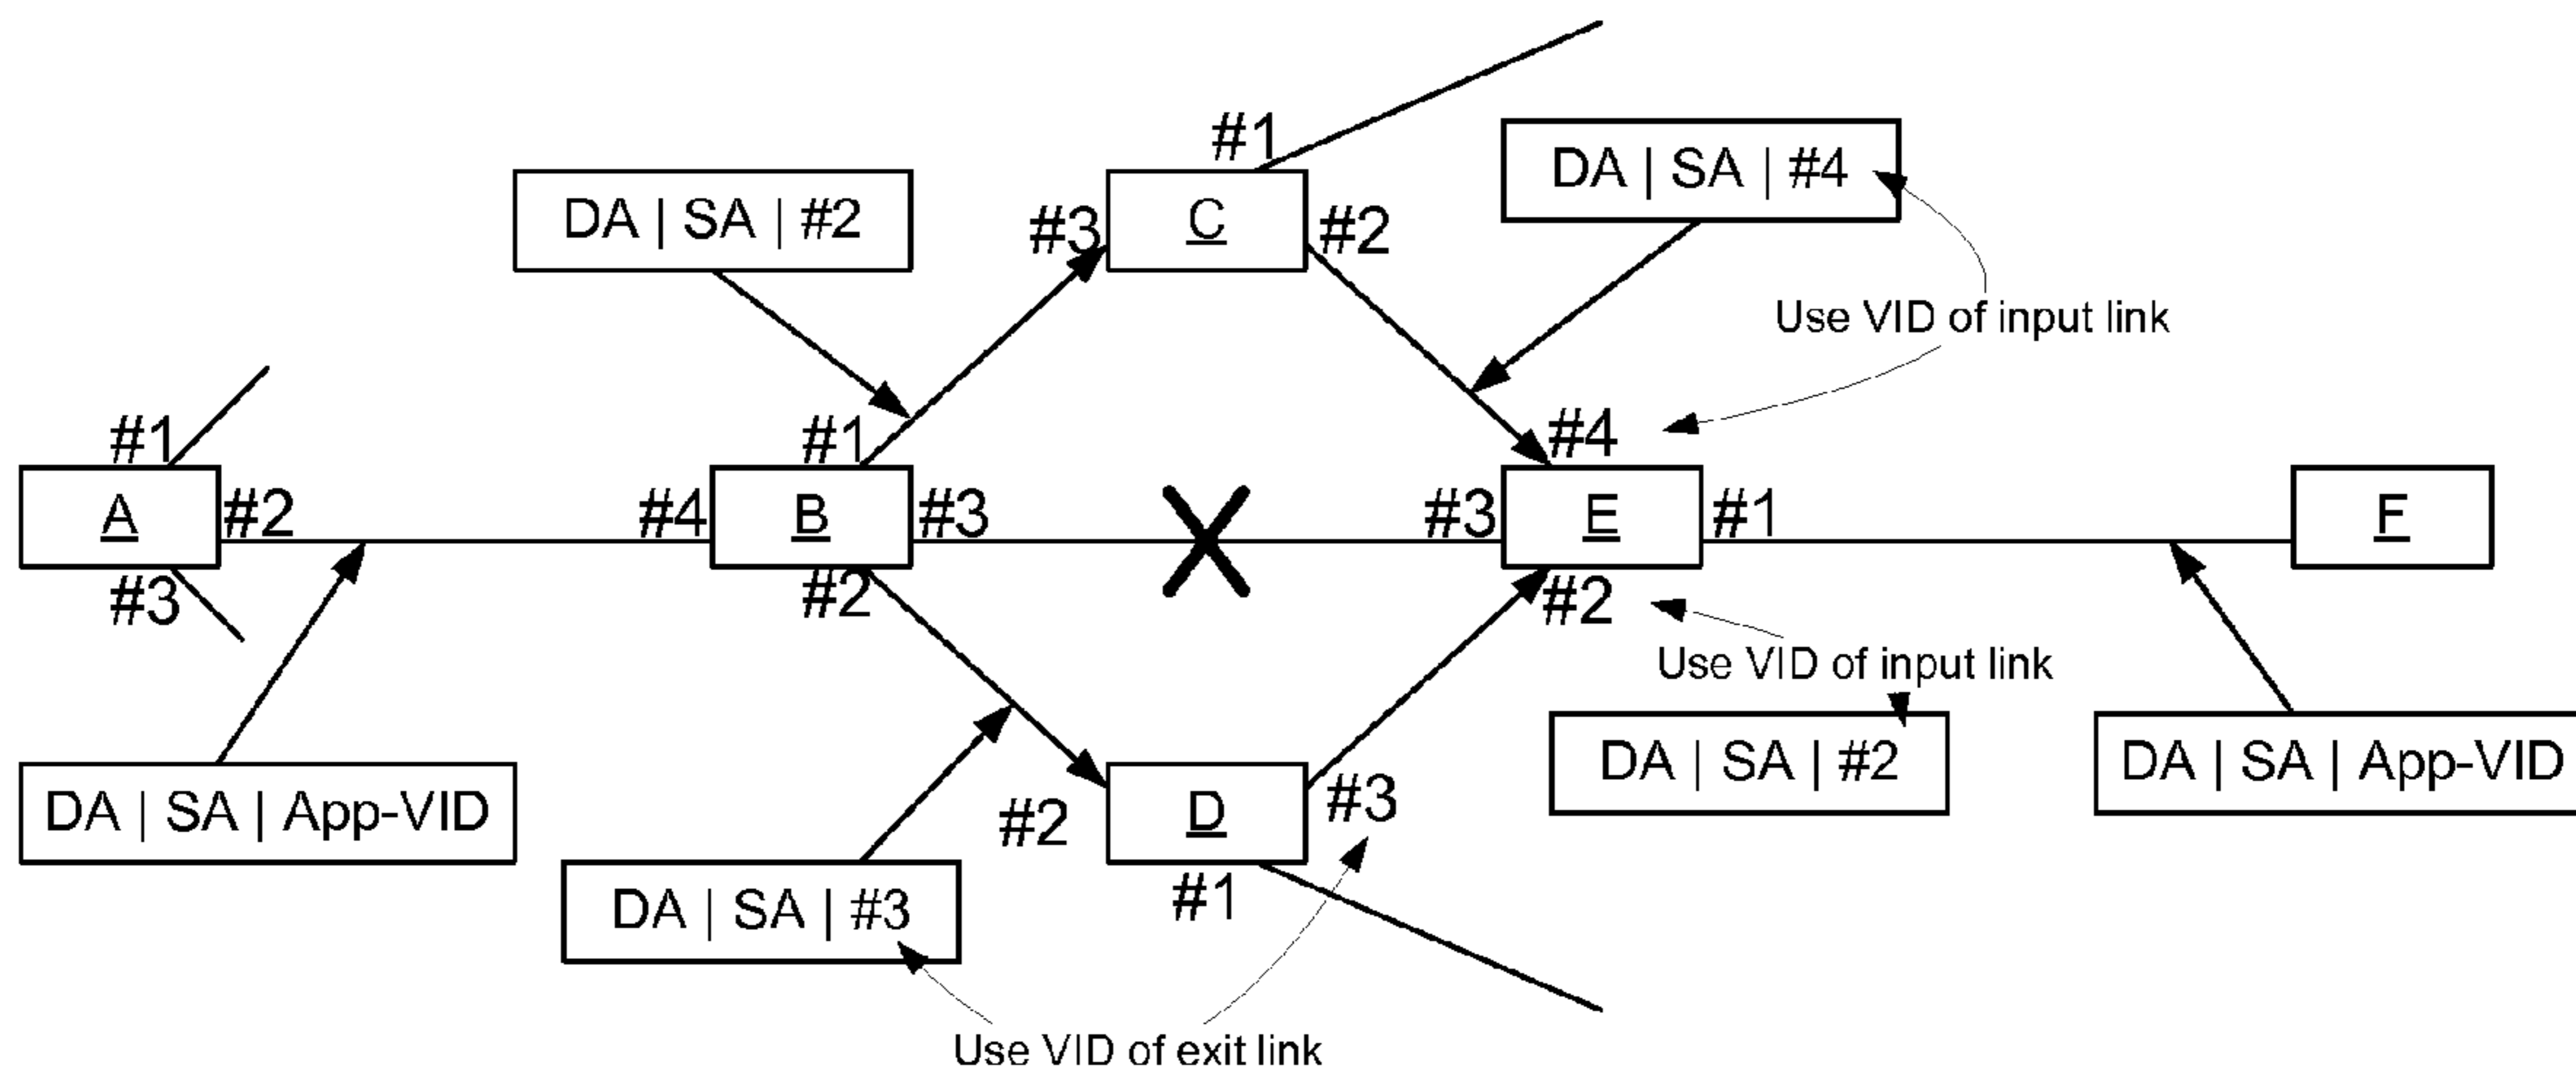 #1
DA | SA | #4
DA | SA | #2
#3
C
#2
Use VID of input link
#1
#1
#4
A
#2
#4
B
#3
#3
E
#1
F
#3
#2
#2
Use VID of input link
DA | SA | #2
DA | SA | App-VID
DA | SA | App-VID
#2
D
#3
DA | SA | #3
#1
Use VID of exit link